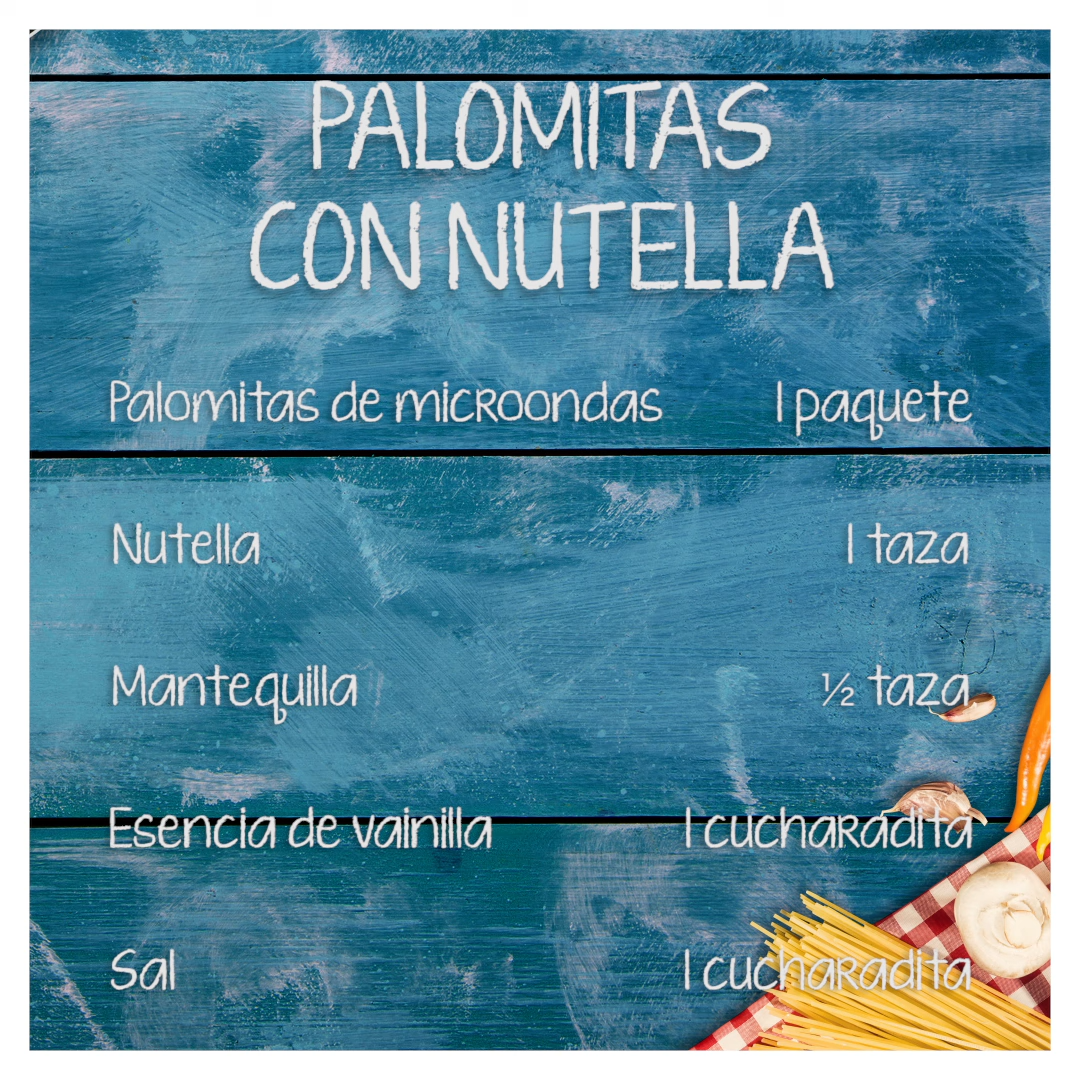 PALOMITAS
CON NUTELLA
Palomitas de microondas 1 paquete
Nutella 1 taza
Mantequilla ½ taza
Esencia de vainilla 1 cucharadita
Sal 1 cucharadita